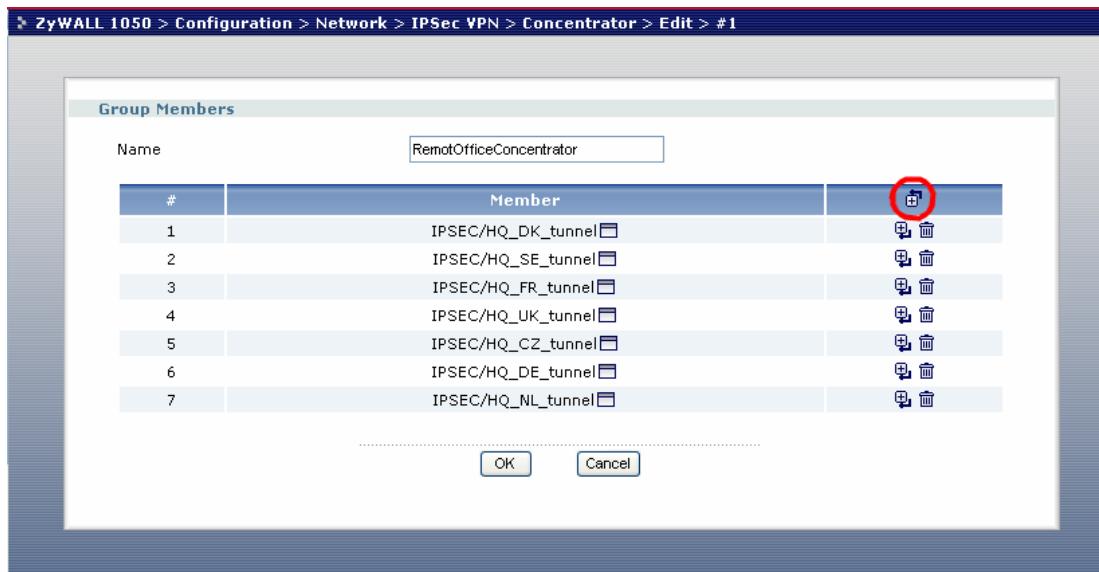 ZyWALL 1050 > Configuration > Network > IPSec VPN > Concentrator > Edit > #1
Group Members
Name RemotOfficeConcentrator
# Member
1 IPSEC/HQ_DK_tunnel
2 IPSEC/HQ_SE_tunnel
3 IPSEC/HQ_FR_tunnel
4 IPSEC/HQ_UK_tunnel
5 IPSEC/HQ_CZ_tunnel
6 IPSEC/HQ_DE_tunnel
7 IPSEC/HQ_NL_tunnel
OK Cancel